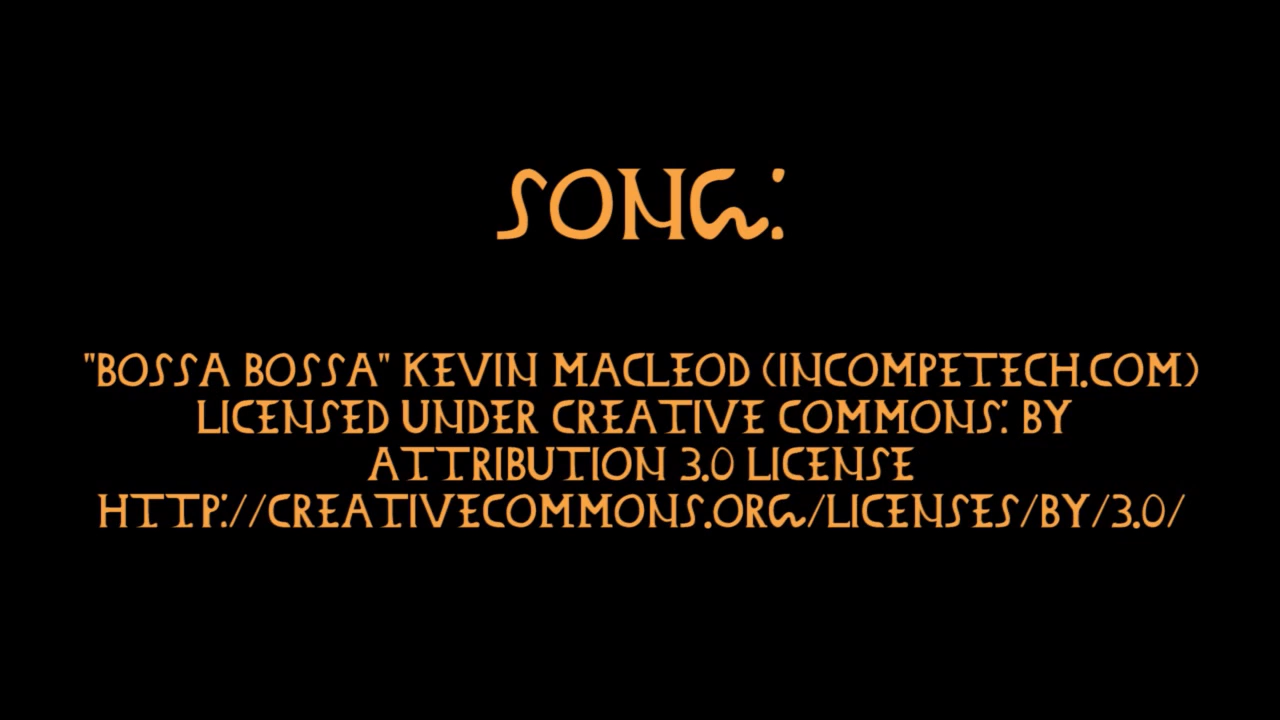 SONG:
"BOSSA BOSSA" KEVIN MACLEOD (INCOMPETECH.COM)
LICENSED UNDER CREATIVE COMMONS: BY
ATTRIBUTION 3.0 LICENSE
HTTP://CREATIVECOMMONS.ORG/LICENSES/BY/3.0/